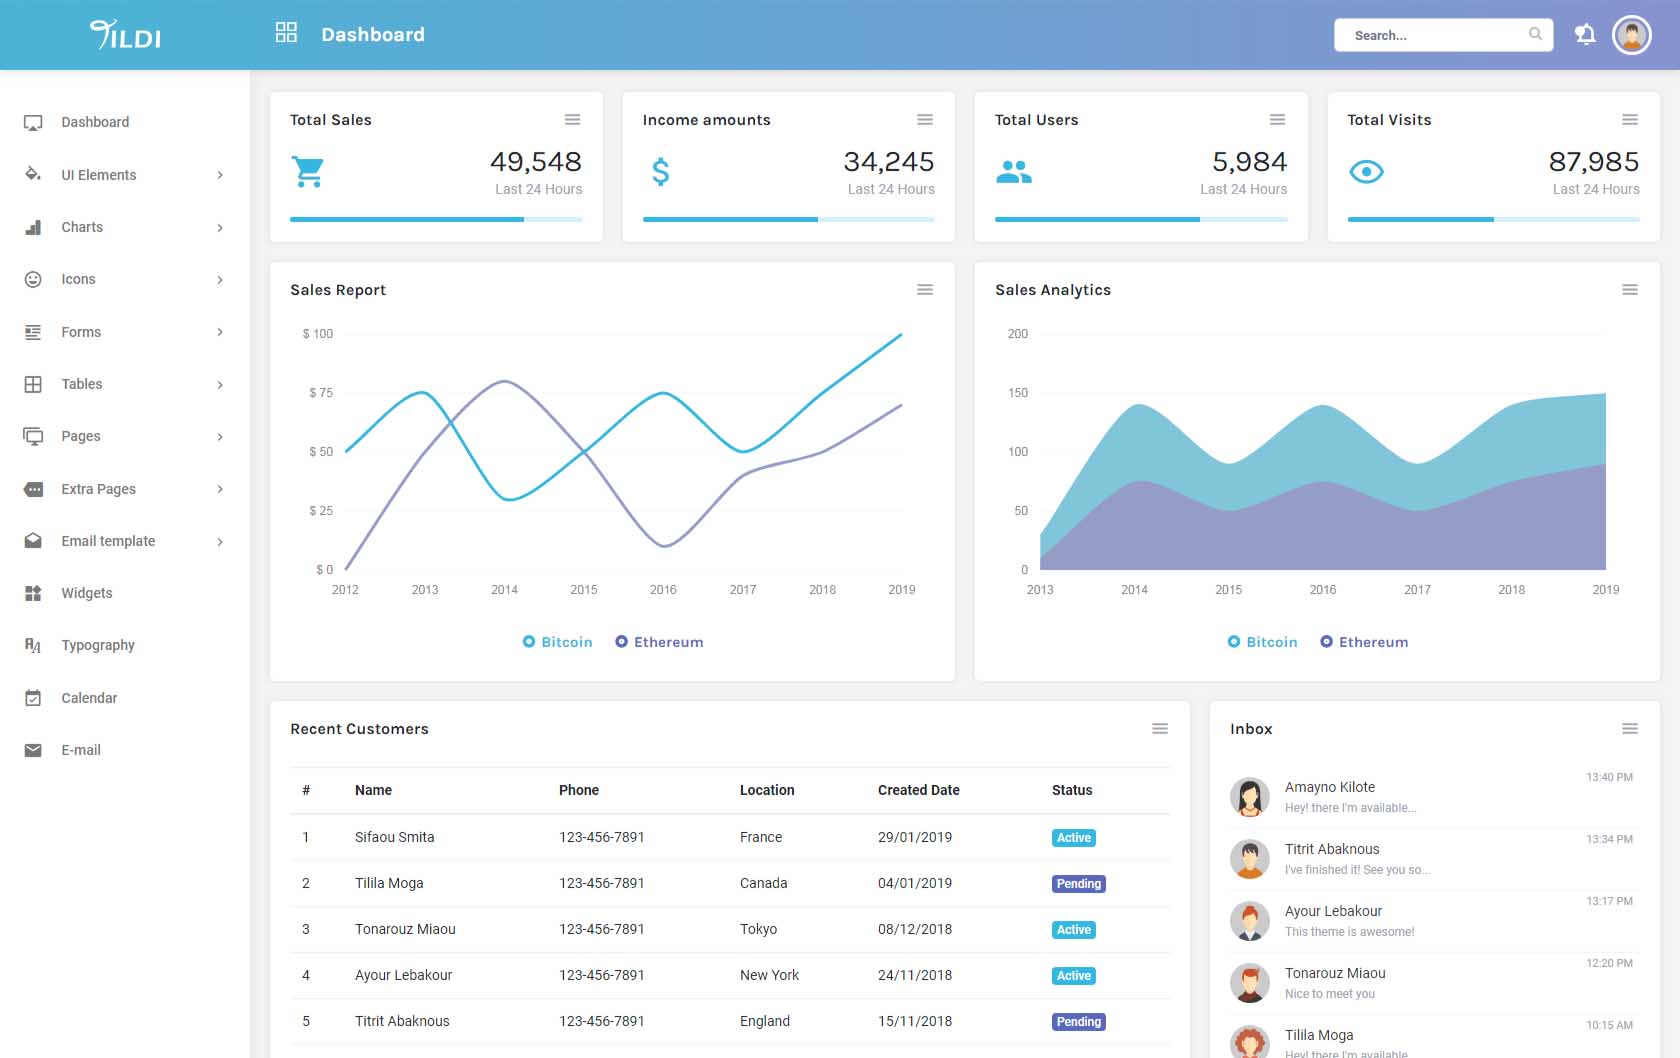 TILDI
Dashboard
Search...
Dashboard
UI Elements
Charts
Icons
Forms
Tables
Pages
Extra Pages
Email template
Widgets
Typography
Calendar
E-mail
Total Sales
49,548
Last 24 Hours
Income amounts
34,245
Last 24 Hours
Total Users
5,984
Last 24 Hours
Total Visits
87,985
Last 24 Hours
Sales Report
$ 100
$ 75
$ 50
$ 25
$ 0
2012 2013 2014 2015 2016 2017 2018 2019
Bitcoin Ethereum
Sales Analytics
200
150
100
50
0
2013 2014 2015 2016 2017 2018 2019
Bitcoin Ethereum
Recent Customers
# Name Phone Location Created Date Status
1 Sifaou Smita 123-456-7891 France 29/01/2019 Active
2 Tilila Moga 123-456-7891 Canada 04/01/2019 Pending
3 Tonarouz Miaou 123-456-7891 Tokyo 08/12/2018 Active
4 Ayour Lebakour 123-456-7891 New York 24/11/2018 Active
5 Titrit Abaknous 123-456-7891 England 15/11/2018 Pending
Inbox
13:40 PM
Amayno Kilote
Hey! there I'm available...
13:34 PM
Titrit Abaknous
I've finished it! See you so...
13:17 PM
Ayour Lebakour
This theme is awesome!
12:20 PM
Tonarouz Miaou
Nice to meet you
10:15 AM
Tilila Moga
Hey! there I'm available